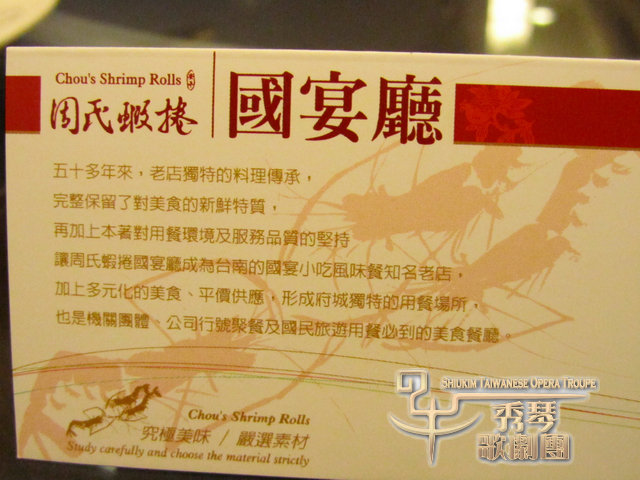 Chou's Shrimp Rolls
周氏蝦捲
國宴廳
五十多年來，老店獨特的料理傳承，
完整保留了對美食的新鮮特質，
再加上本著對用餐環境及服務品質的堅持
讓周氏蝦捲國宴廳成為台南的國宴小吃風味餐知名老店，
加上多元化的美食、平價供應，形成府城獨特的用餐場所，
也是機關團體、公司行號聚餐及國民旅遊用餐必到的美食餐廳。
Chou's Shrimp Rolls
究極美味 / 嚴選素材
Study carefully and choose the material strictly
SHIUKIM TAIWANESE OPERA TROUPE
秀琴
歌劇團